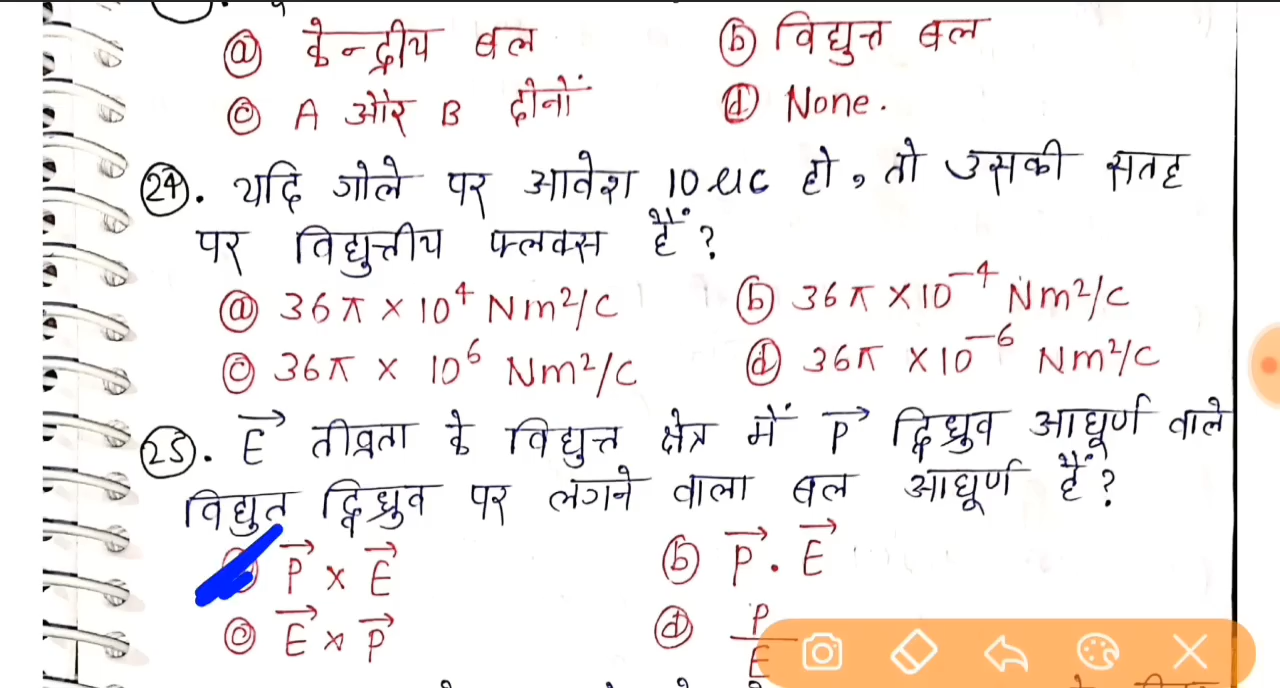 ⓐ केन्द्रीय बल ⓑ विद्युत्त बल
ⓒ A और B दोनों ⓓ None.
24. यदि गोले पर आवेश 10 uc हो, तो उसकी सतह
पर विद्युत्तीय फ्लक्स हैं?
ⓐ 36π × 10⁴ Nm²/C ⓑ 36π × 10⁻⁴ Nm²/C
ⓒ 36π × 10⁶ Nm²/C ⓓ 36π × 10⁻⁶ Nm²/C
25. E⃗ तीव्रता के विद्युत्त क्षेत्र में P⃗ द्विध्रुव आघूर्ण वाले
विद्युत द्विध्रुव पर लगने वाला बल आघूर्ण हैं?
P⃗ × E⃗ ⓑ P⃗ . E⃗
ⓒ E⃗ × P⃗ ⓓ P/E